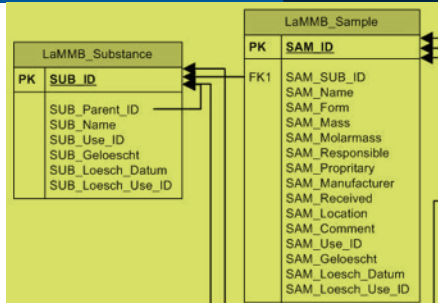 LaMMB_Substance
PK SUB_ID
SUB_Parent_ID
SUB_Name
SUB_Use_ID
SUB_Geloescht
SUB_Loesch_Datum
SUB_Loesch_Use_ID
LaMMB_Sample
PK SAM_ID
FK1 SAM_SUB_ID
SAM_Name
SAM_Form
SAM_Mass
SAM_Molarmass
SAM_Responsible
SAM_Propritary
SAM_Manufacturer
SAM_Received
SAM_Location
SAM_Comment
SAM_Use_ID
SAM_Geloescht
SAM_Loesch_Datum
SAM_Loesch_Use_ID